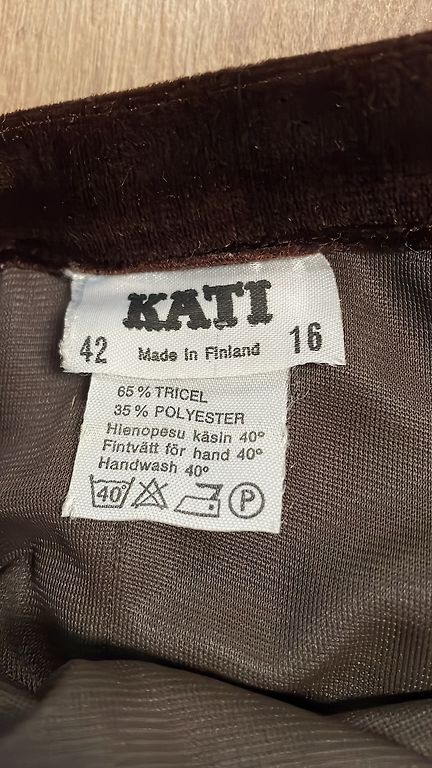 KATI
42 Made in Finland 16
65% TRICEL
35% POLYESTER
Hienopesu käsin 40°
Fintvätt för hand 40°
Handwash 40°
40° P